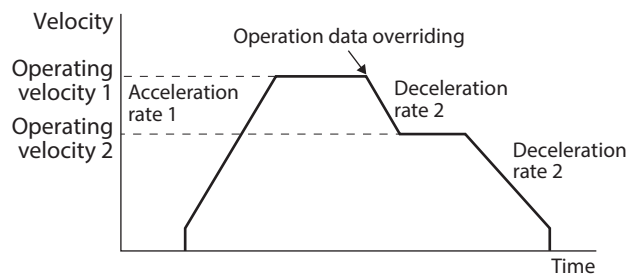 Velocity
Operation data overriding
Operating
velocity 1
Acceleration
rate 1
Deceleration
rate 2
Operating
velocity 2
Deceleration
rate 2
Time